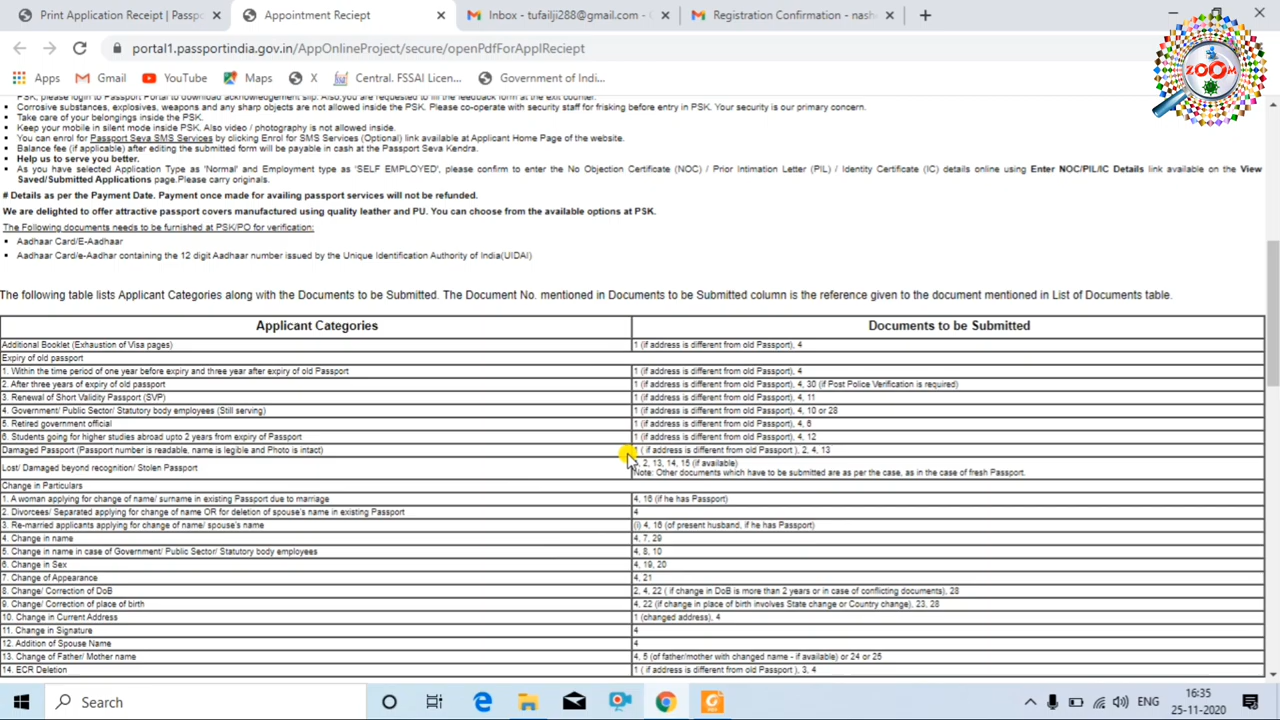 Print Application Receipt | Passpo
Appointment Reciept
Inbox - tufailji288@gmail.com -
Registration Confirmation - nash
portal1.passportindia.gov.in/AppOnlineProject/secure/openPdfForApplReciept
Apps
Gmail
YouTube
Maps
X
Central. FSSAI Licen...
Government of Indi...
ZOOM
PSK, please login to Passport Portal to download acknowledgement slip. Also,you are requested to fill the feedback form at the exit counter.
Corrosive substances, explosives, weapons and any sharp objects are not allowed inside the PSK. Please co-operate with security staff for frisking before entry in PSK. Your security is our primary concern.
Take care of your belongings inside the PSK.
Keep your mobile in silent mode inside PSK. Also video / photography is not allowed inside.
You can enrol for Passport Seva SMS Services by clicking Enrol for SMS Services (Optional) link available at Applicant Home Page of the website.
Balance fee (if applicable) after editing the submitted form will be payable in cash at the Passport Seva Kendra.
Help us to serve you better.
As you have selected Application Type as 'Normal' and Employment type as 'SELF EMPLOYED', please confirm to enter the No Objection Certificate (NOC) / Prior Intimation Letter (PIL) / Identity Certificate (IC) details online using Enter NOC/PIL/IC Details link available on the View
Saved/Submitted Applications page.Please carry originals.
# Details as per the Payment Date. Payment once made for availing passport services will not be refunded.
We are delighted to offer attractive passport covers manufactured using quality leather and PU. You can choose from the available options at PSK.
The Following documents needs to be furnished at PSK/PO for verification:
Aadhaar Card/E-Aadhaar
Aadhaar Card/e-Aadhar containing the 12 digit Aadhaar number issued by the Unique Identification Authority of India(UIDAI)
The following table lists Applicant Categories along with the Documents to be Submitted. The Document No. mentioned in Documents to be Submitted column is the reference given to the document mentioned in List of Documents table.
Applicant Categories Documents to be Submitted
Additional Booklet (Exhaustion of Visa pages) 1 (if address is different from old Passport), 4
Expiry of old passport
1. Within the time period of one year before expiry and three year after expiry of old Passport 1 (if address is different from old Passport), 4
2. After three years of expiry of old passport 1 (if address is different from old Passport), 4, 30 (if Post Police Verification is required)
3. Renewal of Short Validity Passport (SVP) 1 (if address is different from old Passport), 4, 11
4. Government/ Public Sector/ Statutory body employees (Still serving) 1 (if address is different from old Passport), 4, 10 or 28
5. Retired government official 1 (if address is different from old Passport), 4, 6
6. Students going for higher studies abroad upto 2 years from expiry of Passport 1 (if address is different from old Passport), 4, 12
Damaged Passport (Passport number is readable, name is legible and Photo is intact) 1 ( if address is different from old Passport ), 2, 4, 13
Lost/ Damaged beyond recognition/ Stolen Passport , 2, 13, 14, 15 (if available)
Note: Other documents which have to be submitted are as per the case, as in the case of fresh Passport.
Change in Particulars
1. A woman applying for change of name/ surname in existing Passport due to marriage 4, 16 (if he has Passport)
2. Divorcees/ Separated applying for change of name OR for deletion of spouse's name in existing Passport 4
3. Re-married applicants applying for change of name/ spouse's name (i) 4, 16 (of present husband, if he has Passport)
4. Change in name 4, 7, 29
5. Change in name in case of Government/ Public Sector/ Statutory body employees 4, 8, 10
6. Change in Sex 4, 19, 20
7. Change of Appearance 4, 21
8. Change/ Correction of DoB 2, 4, 22 ( if change in DoB is more than 2 years or in case of conflicting documents), 28
9. Change/ Correction of place of birth 4, 22 (if change in place of birth involves State change or Country change), 23, 28
10. Change in Current Address 1 (changed address), 4
11. Change in Signature 4
12. Addition of Spouse Name 4
13. Change of Father/ Mother name 4, 5 (of father/mother with changed name - if available) or 24 or 25
14. ECR Deletion 1 ( if address is different from old Passport ), 3, 4
Search
ENG
16:35
25-11-2020